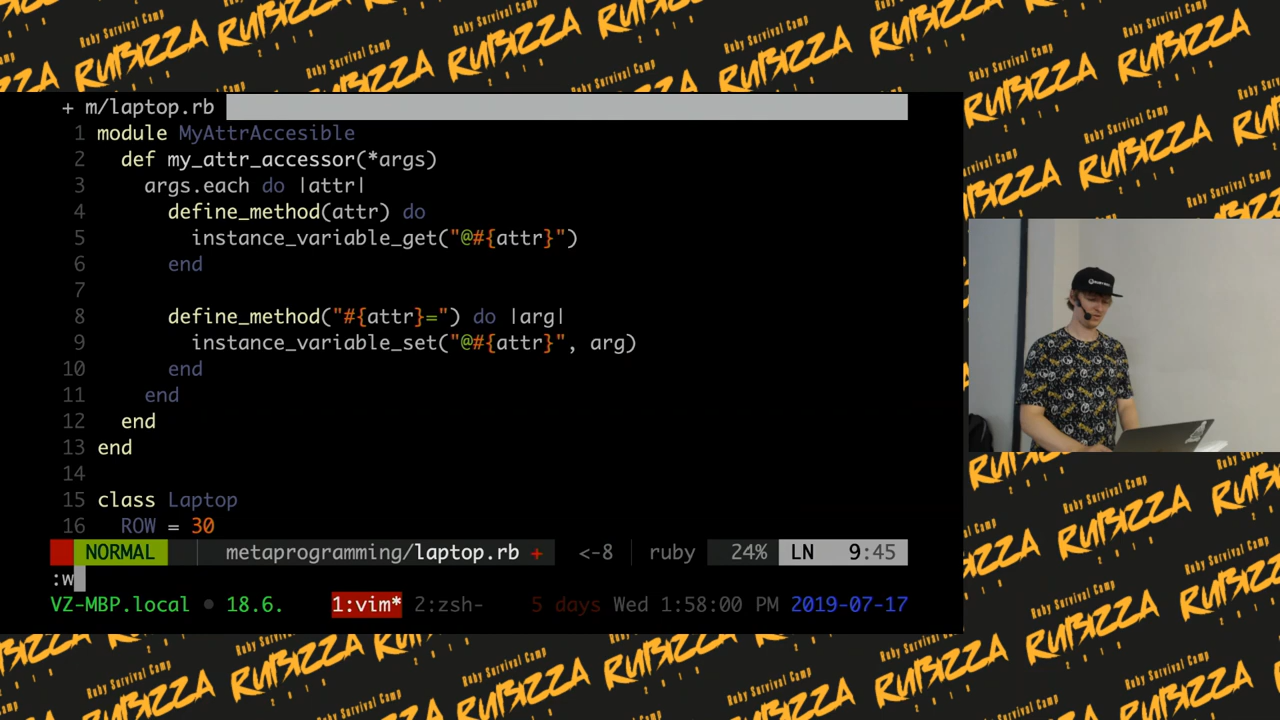 Ruby Survival Camp
RUBIZZA
2019
+ m/laptop.rb
1 module MyAttrAccesible
2 def my_attr_accessor(*args)
3 args.each do |attr|
4 define_method(attr) do
5 instance_variable_get("@#{attr}")
6 end
7
8 define_method("#{attr}=") do |arg|
9 instance_variable_set("@#{attr}", arg)
10 end
11 end
12 end
13 end
14
15 class Laptop
16 ROW = 30
NORMAL metaprogramming/laptop.rb + <-8 ruby 24% LN 9:45
:w
VZ-MBP.local • 18.6. 1:vim* 2:zsh- 5 days Wed 1:58:00 PM 2019-07-17